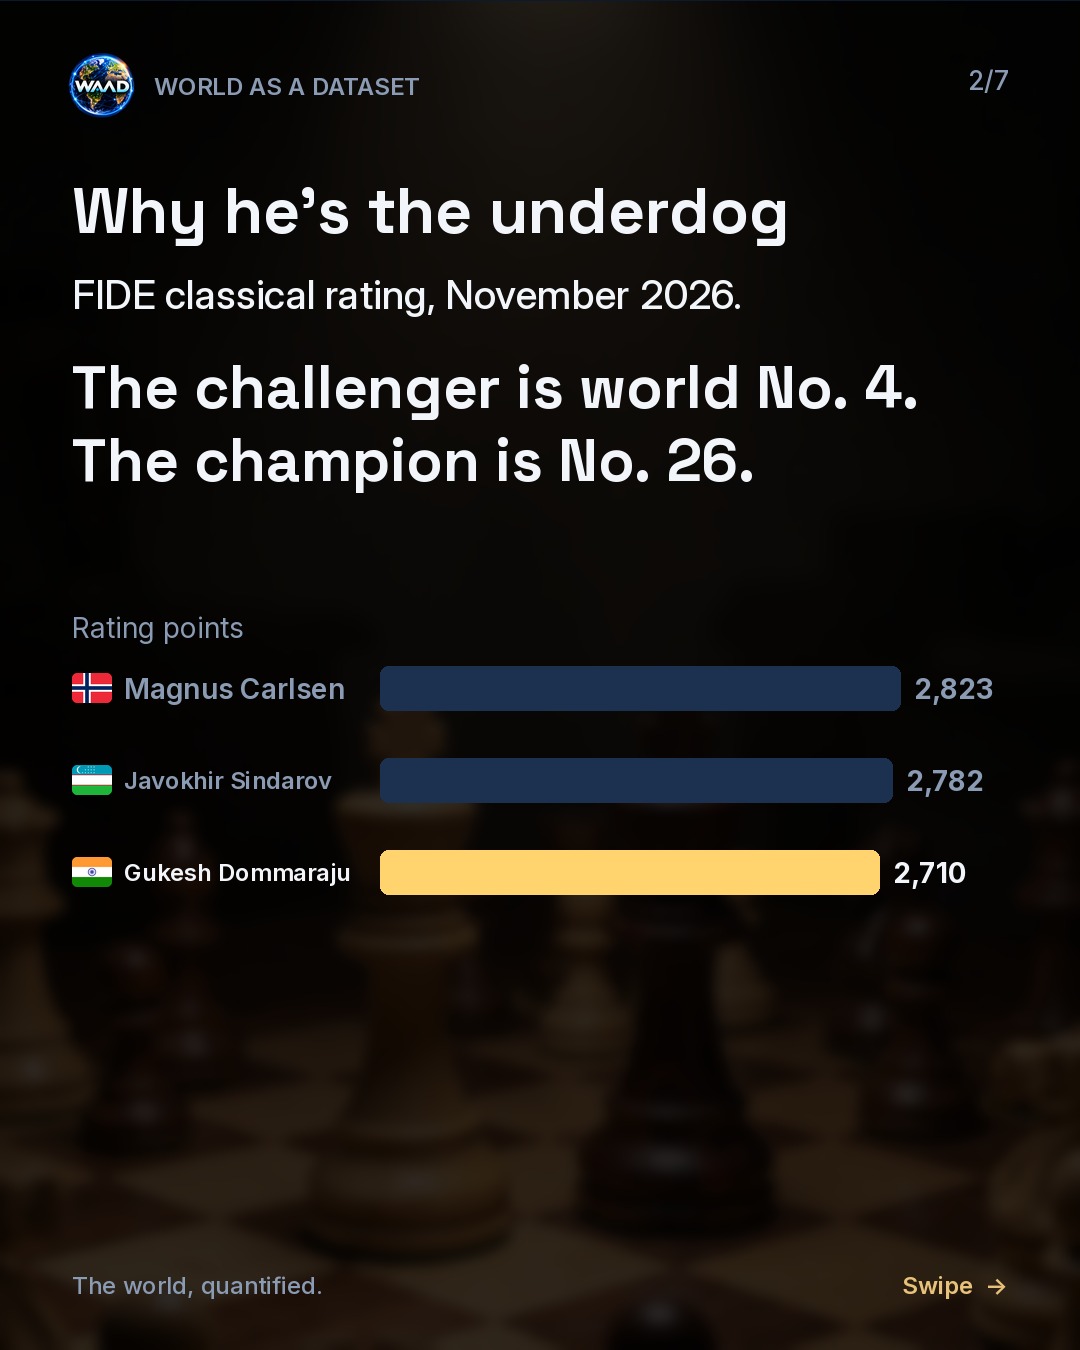 WAAD
WORLD AS A DATASET
2/7
Why he’s the underdog
FIDE classical rating, November 2026.
The challenger is world No. 4.
The champion is No. 26.
Rating points
Magnus Carlsen 2,823
Javokhir Sindarov 2,782
Gukesh Dommaraju 2,710
The world, quantified.
Swipe →